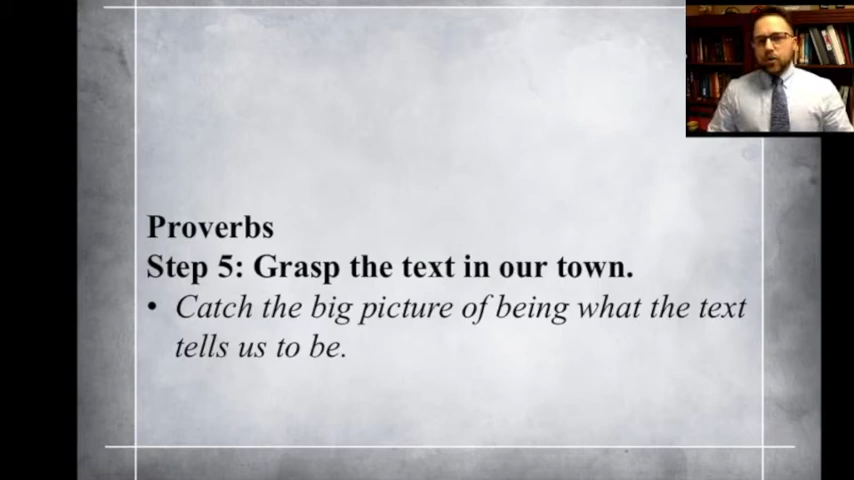 Proverbs
Step 5: Grasp the text in our town.
• Catch the big picture of being what the text
tells us to be.